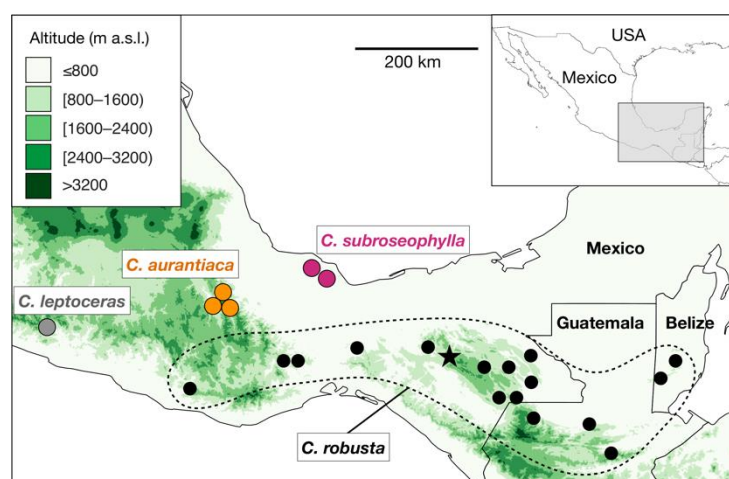 Altitude (m a.s.l.)
≤800
[800–1600)
[1600–2400)
[2400–3200)
>3200
200 km
USA
Mexico
C. subroseophylla
Mexico
C. aurantiaca
C. leptoceras
Guatemala
Belize
C. robusta